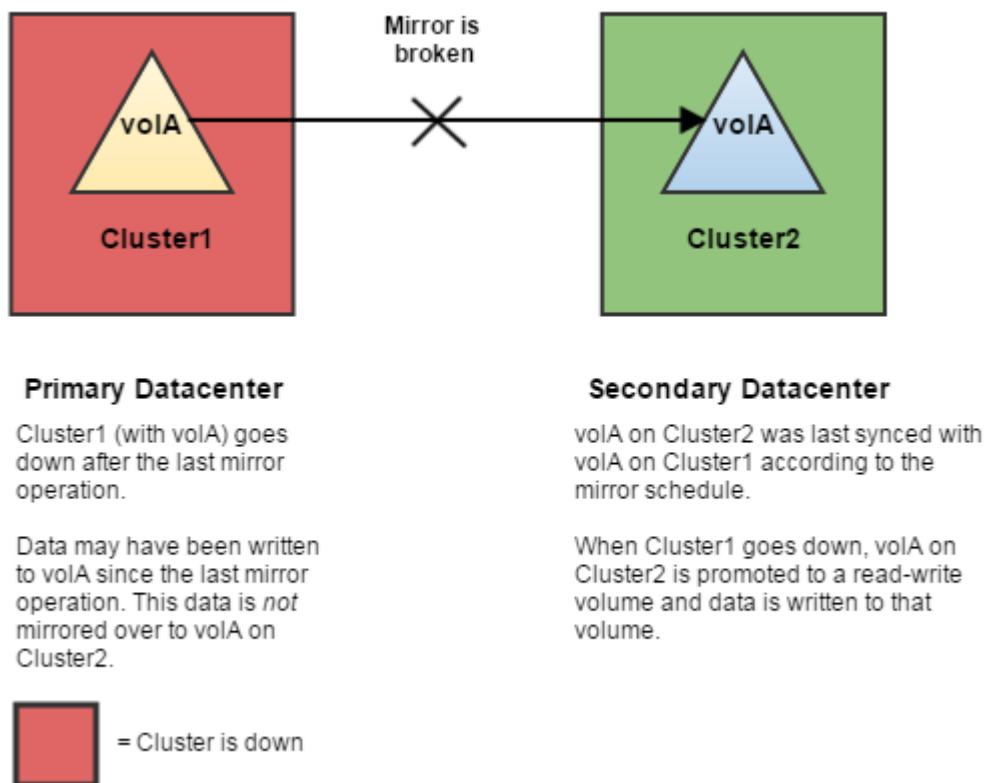 Mirror is
broken
volA
volA
Cluster1
Cluster2
Primary Datacenter
Cluster1 (with volA) goes
down after the last mirror
operation.
Data may have been written
to volA since the last mirror
operation. This data is not
mirrored over to volA on
Cluster2.
Secondary Datacenter
volA on Cluster2 was last synced with
volA on Cluster1 according to the
mirror schedule.
When Cluster1 goes down, volA on
Cluster2 is promoted to a read-write
volume and data is written to that
volume.
= Cluster is down